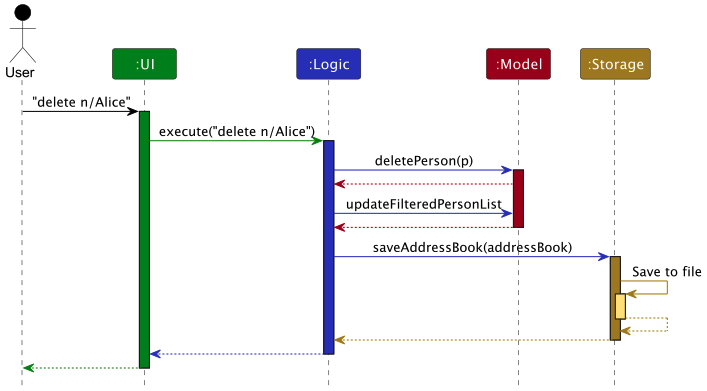 User
:UI
:Logic
:Model
:Storage
"delete n/Alice"
execute("delete n/Alice")
deletePerson(p)
updateFilteredPersonList
saveAddressBook(addressBook)
Save to file